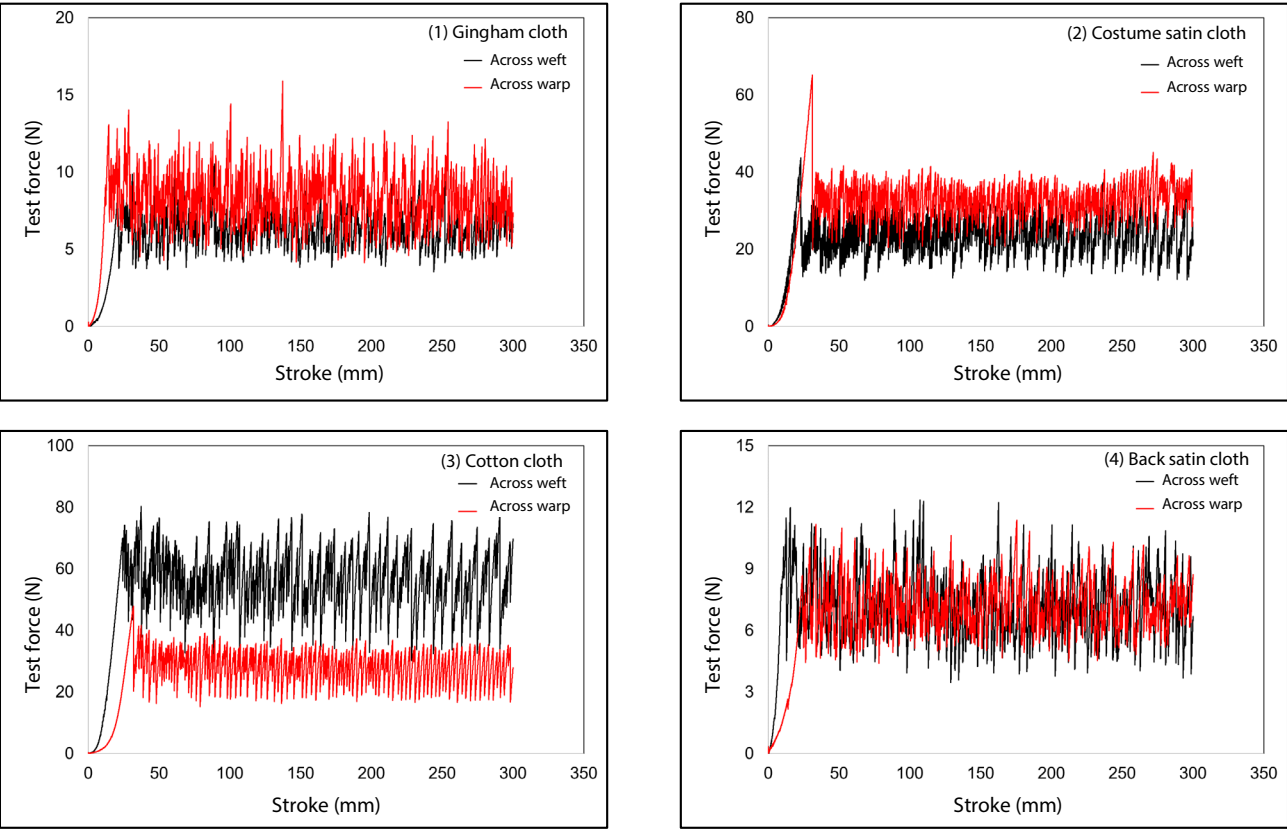 (1) Gingham cloth
Across weft
Across warp
20
15
10
5
0
0 50 100 150 200 250 300 350
Test force (N)
Stroke (mm)
(2) Costume satin cloth
Across weft
Across warp
80
60
40
20
0
0 50 100 150 200 250 300 350
Test force (N)
Stroke (mm)
(3) Cotton cloth
Across weft
Across warp
100
80
60
40
20
0
0 50 100 150 200 250 300 350
Test force (N)
Stroke (mm)
(4) Back satin cloth
Across weft
Across warp
15
12
9
6
3
0
0 50 100 150 200 250 300 350
Test force (N)
Stroke (mm)